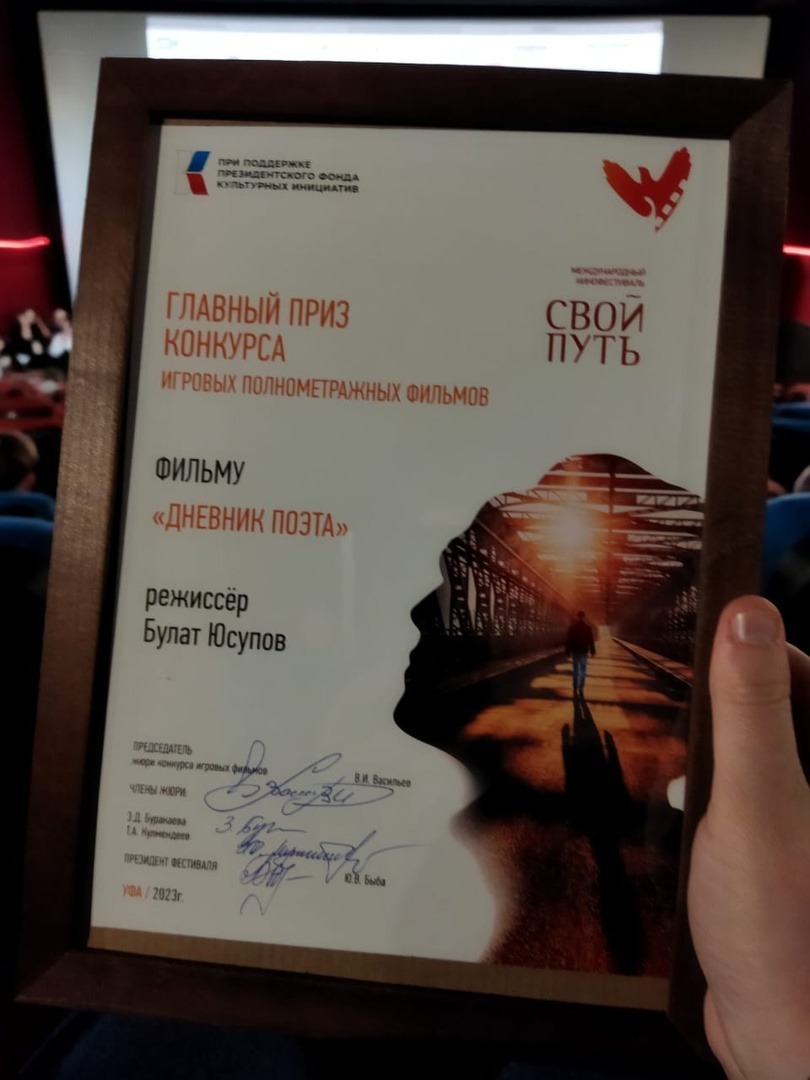 ПРИ ПОДДЕРЖКЕ
ПРЕЗИДЕНТСКОГО ФОНДА
КУЛЬТУРНЫХ ИНИЦИАТИВ
МЕЖДУНАРОДНЫЙ
КИНОФЕСТИВАЛЬ
СВОЙ
ПУТЬ
ГЛАВНЫЙ ПРИЗ
КОНКУРСА
ИГРОВЫХ ПОЛНОМЕТРАЖНЫХ ФИЛЬМОВ
ФИЛЬМУ
«ДНЕВНИК ПОЭТА»
режиссёр
Булат Юсупов
ПРЕДСЕДАТЕЛЬ
жюри конкурса игровых фильмов
В.И. Васильев
ЧЛЕНЫ ЖЮРИ:
Э.Д. Буранаева
Т.А. Кулмендеев
ПРЕЗИДЕНТ ФЕСТИВАЛЯ
Ю.В. Быба
УФА / 2023г.